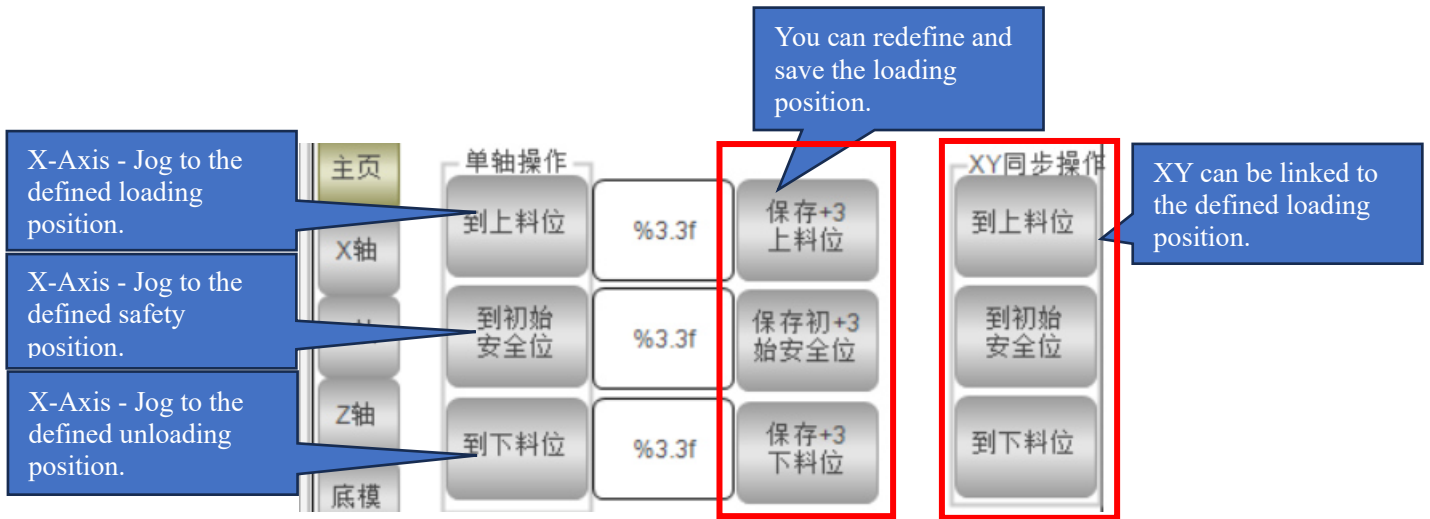 You can redefine and
save the loading
position.
X-Axis - Jog to the
defined loading
position.
X-Axis - Jog to the
defined safety
position.
X-Axis - Jog to the
defined unloading
position.
主页
X轴
Z轴
底模
单轴操作
到上料位
%3.3f
保存+3
上料位
到初始
安全位
%3.3f
保存初+3
始安全位
到下料位
%3.3f
保存+3
下料位
XY同步操作
到上料位
到初始
安全位
到下料位
XY can be linked to
the defined loading
position.